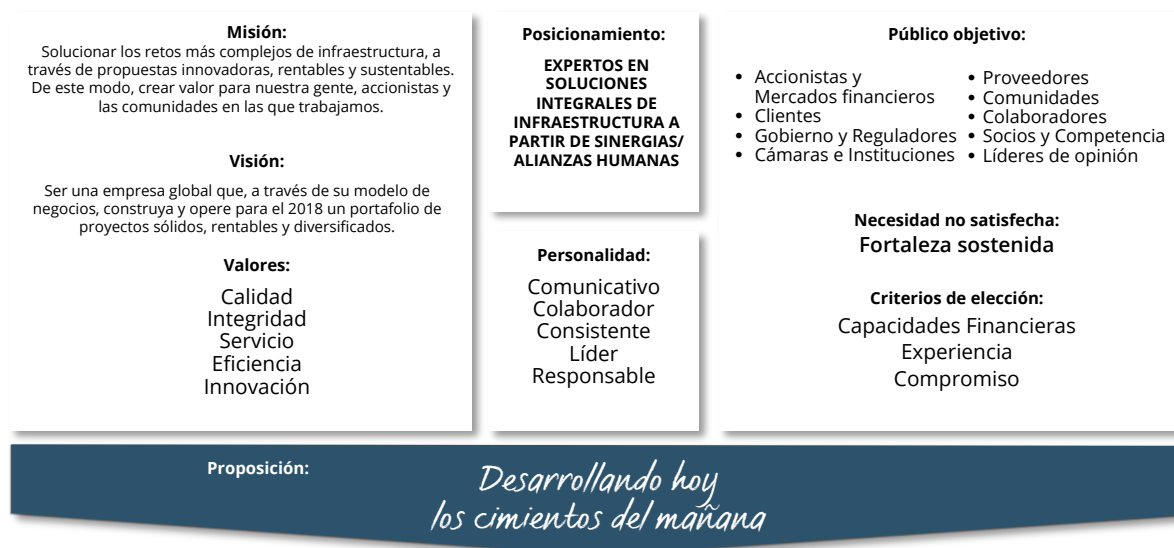 Misión:
Solucionar los retos más complejos de infraestructura, a
través de propuestas innovadoras, rentables y sustentables.
De este modo, crear valor para nuestra gente, accionistas y
las comunidades en las que trabajamos.
Visión:
Ser una empresa global que, a través de su modelo de
negocios, construya y opere para el 2018 un portafolio de
proyectos sólidos, rentables y diversificados.
Valores:
Calidad
Integridad
Servicio
Eficiencia
Innovación
Posicionamiento:
EXPERTOS EN
SOLUCIONES
INTEGRALES DE
INFRAESTRUCTURA A
PARTIR DE SINERGIAS/
ALIANZAS HUMANAS
Personalidad:
Comunicativo
Colaborador
Consistente
Líder
Responsable
Público objetivo:
• Accionistas y
Mercados financieros
• Clientes
• Gobierno y Reguladores
• Cámaras e Instituciones
• Proveedores
• Comunidades
• Colaboradores
• Socios y Competencia
• Líderes de opinión
Necesidad no satisfecha:
Fortaleza sostenida
Criterios de elección:
Capacidades Financieras
Experiencia
Compromiso
Proposición:
Desarrollando hoy
los cimientos del mañana